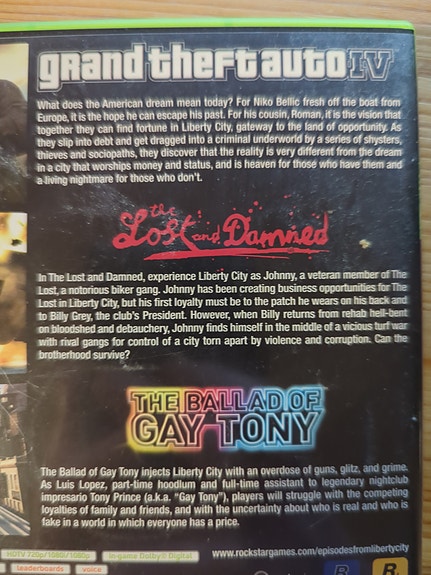 grand theft auto IV
What does the American dream mean today? For Niko Bellic fresh off the boat from
Europe, it is the hope he can escape his past. For his cousin, Roman, it is the vision that
together they can find fortune in Liberty City, gateway to the land of opportunity. As
they slip into debt and get dragged into a criminal underworld by a series of shysters,
thieves and sociopaths, they discover that the reality is very different from the dream
in a city that worships money and status, and is heaven for those who have them and
a living nightmare for those who don't.
the
Lost and Damned
In The Lost and Damned, experience Liberty City as Johnny, a veteran member of The
Lost, a notorious biker gang. Johnny has been creating business opportunities for The
Lost in Liberty City, but his first loyalty must be to the patch he wears on his back and
to Billy Grey, the club's President. However, when Billy returns from rehab hell-bent
on bloodshed and debauchery, Johnny finds himself in the middle of a vicious turf war
with rival gangs for control of a city torn apart by violence and corruption. Can the
brotherhood survive?
THE BALLAD OF
GAY TONY
The Ballad of Gay Tony injects Liberty City with an overdose of guns, glitz, and grime.
As Luis Lopez, part-time hoodlum and full-time assistant to legendary nightclub
impresario Tony Prince (a.k.a. "Gay Tony"), players will struggle with the competing
loyalties of family and friends, and with the uncertainty about who is real and who is
fake in a world in which everyone has a price.
HDTV 720p/1080i/1080p in-game Dolby® Digital www.rockstargames.com/episodesfromlibertycity
leaderboards voice
R R